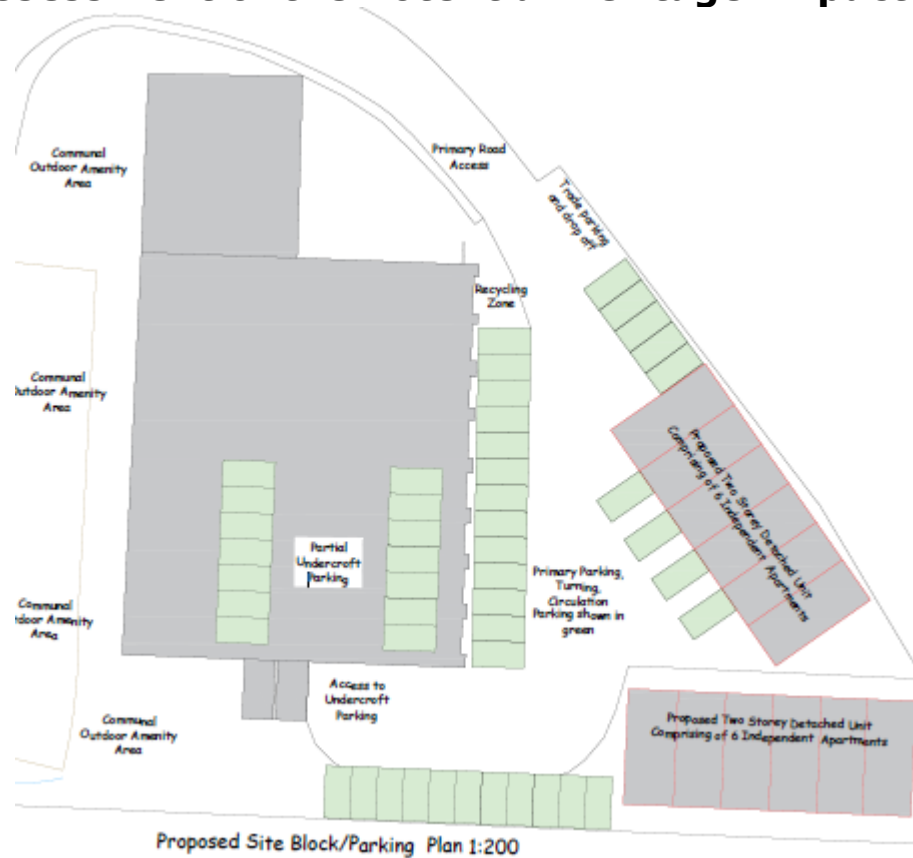 Communal
Outdoor Amenity
Area
Primary Road
Access
Trade parking
and drop off
Recycling
Zone
Communal
Outdoor Amenity
Area
Proposed Two Storey Detached Unit
Comprising of 6 Independent Apartments
Partial
Undercroft
Parking
Primary Parking,
Turning,
Circulation
Parking shown in
green
Communal
door Amenity
Area
Access to
Undercroft
Parking
Communal
Outdoor Amenity
Area
Proposed Two Storey Detached Unit
Comprising of 6 Independent Apartments
Proposed Site Block/Parking Plan 1:200